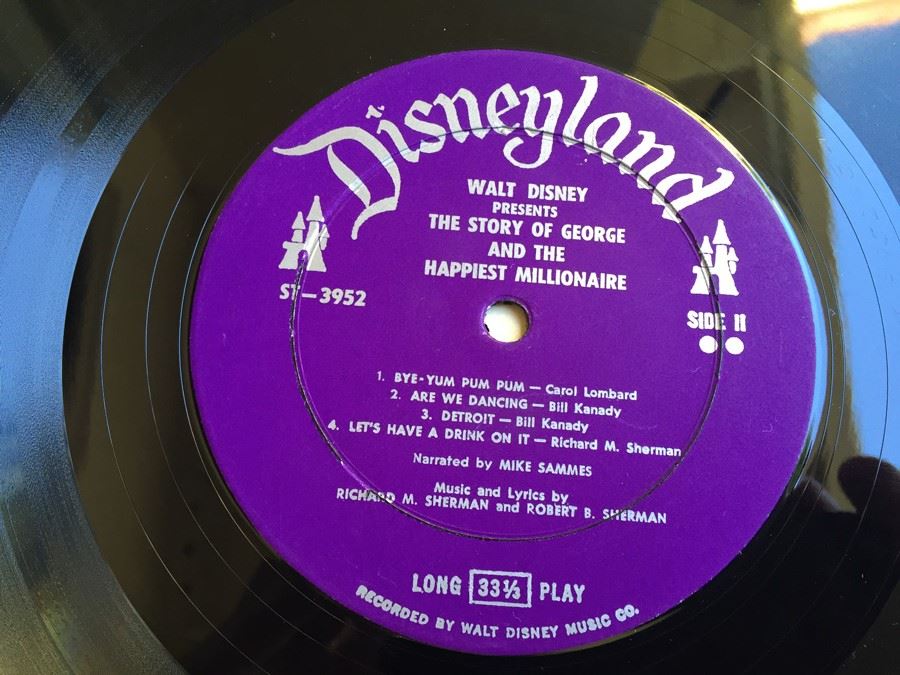 Disneyland
WALT DISNEY
PRESENTS
THE STORY OF GEORGE
AND THE
HAPPIEST MILLIONAIRE
ST-3952
SIDE II
1. BYE-YUM PUM PUM — Carol Lombard
2. ARE WE DANCING — Bill Kanady
3. DETROIT — Bill Kanady
4. LET'S HAVE A DRINK ON IT — Richard M. Sherman
Narrated by MIKE SAMMES
Music and Lyrics by
RICHARD M. SHERMAN and ROBERT B. SHERMAN
LONG 33⅓ PLAY
RECORDED BY WALT DISNEY MUSIC CO.